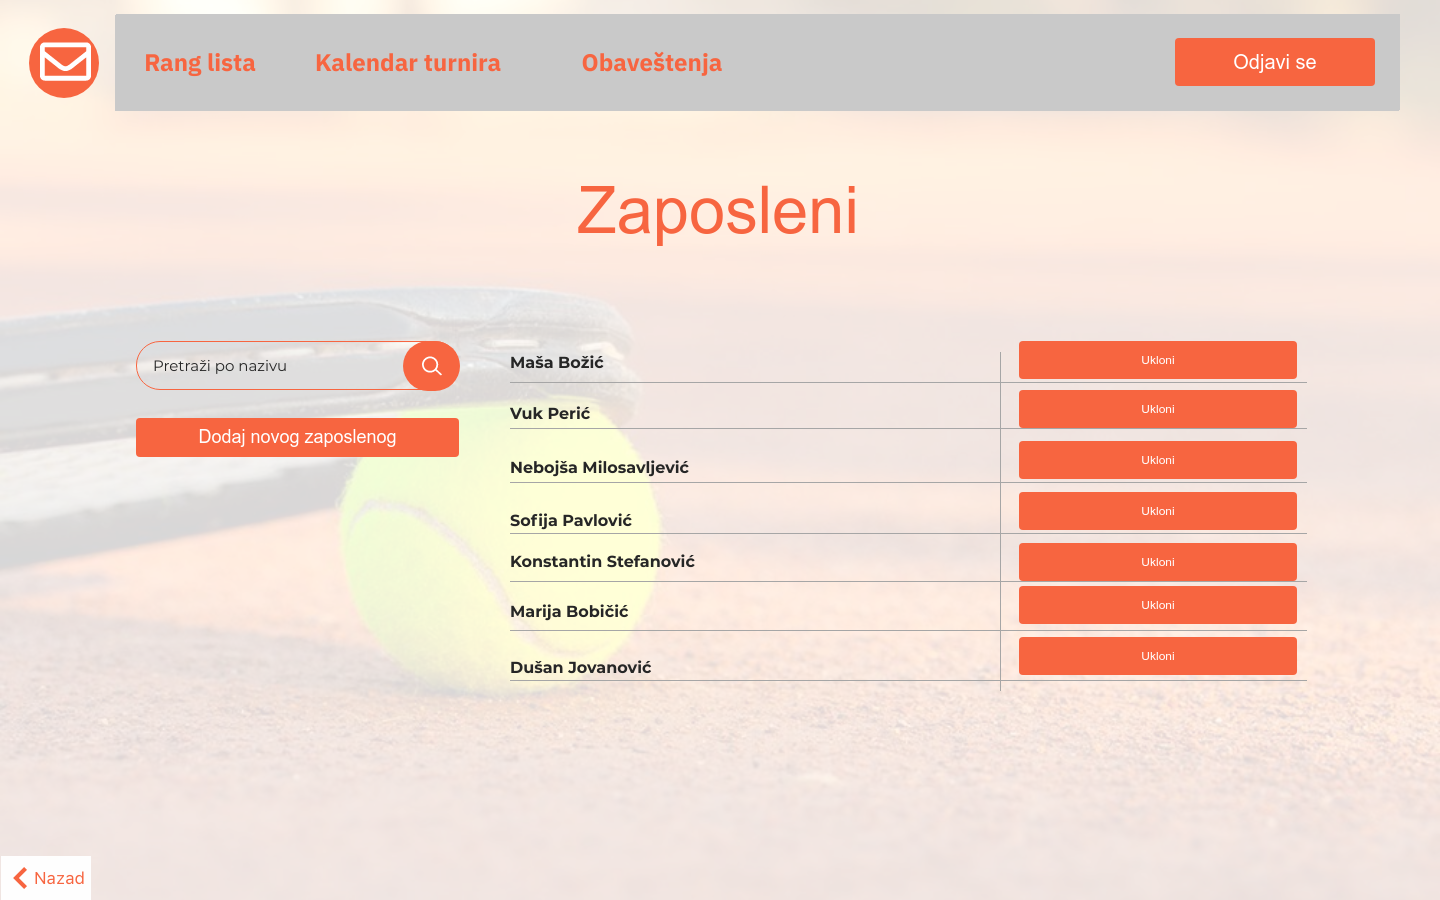 Rang lista
Kalendar turnira
Obaveštenja
Odjavi se
Zaposleni
Pretraži po nazivu
Dodaj novog zaposlenog
Maša Božić
Ukloni
Vuk Perić
Ukloni
Nebojša Milosavljević
Ukloni
Sofija Pavlović
Ukloni
Konstantin Stefanović
Ukloni
Marija Bobičić
Ukloni
Dušan Jovanović
Ukloni
Nazad